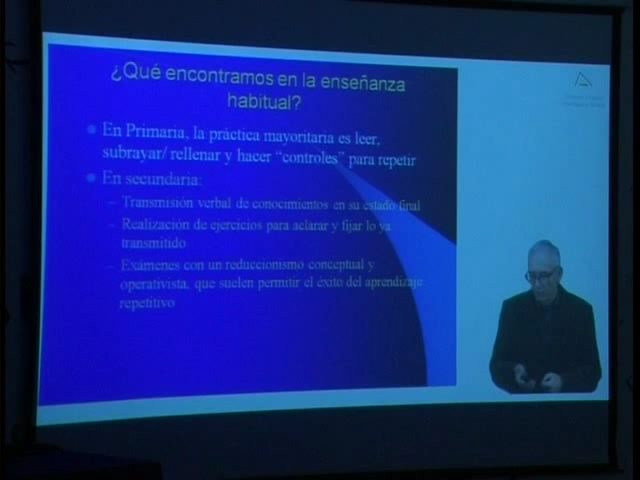 ¿Qué encontramos en la enseñanza
habitual?
En Primaria, la práctica mayoritaria es leer,
subrayar/ rellenar y hacer “controles” para repetir
En secundaria:
– Transmisión verbal de conocimientos en su estado final
– Realización de ejercicios para aclarar y fijar lo ya
transmitido
– Exámenes con un reduccionismo conceptual y
operativista, que suelen permitir el éxito del aprendizaje
repetitivo